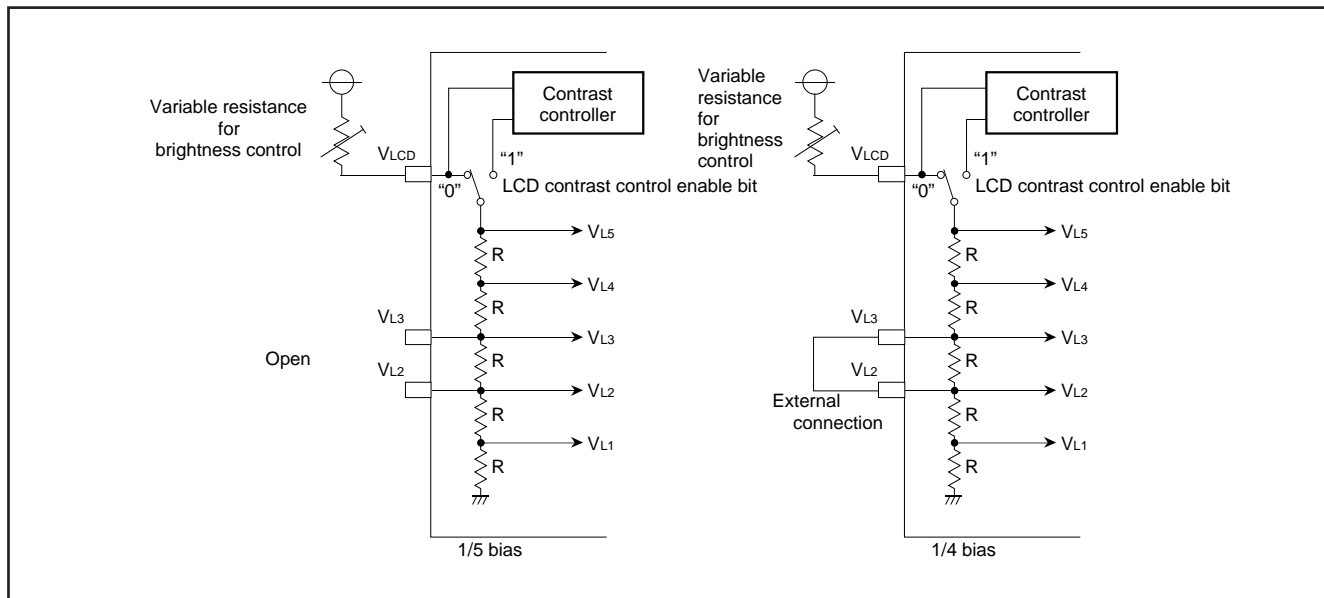 Variable resistance
for
brightness control
VLCD
Contrast
controller
"1"
"0"
LCD contrast control enable bit
VL5
R
VL4
R
VL3
VL3
R
Open
VL2
VL2
R
VL1
R
1/5 bias
Variable
resistance
for
brightness
control
VLCD
Contrast
controller
“1”
“0”
LCD contrast control enable bit
VL5
R
VL4
R
VL3
VL3
R
VL2
VL2
External
connection
R
VL1
R
1/4 bias